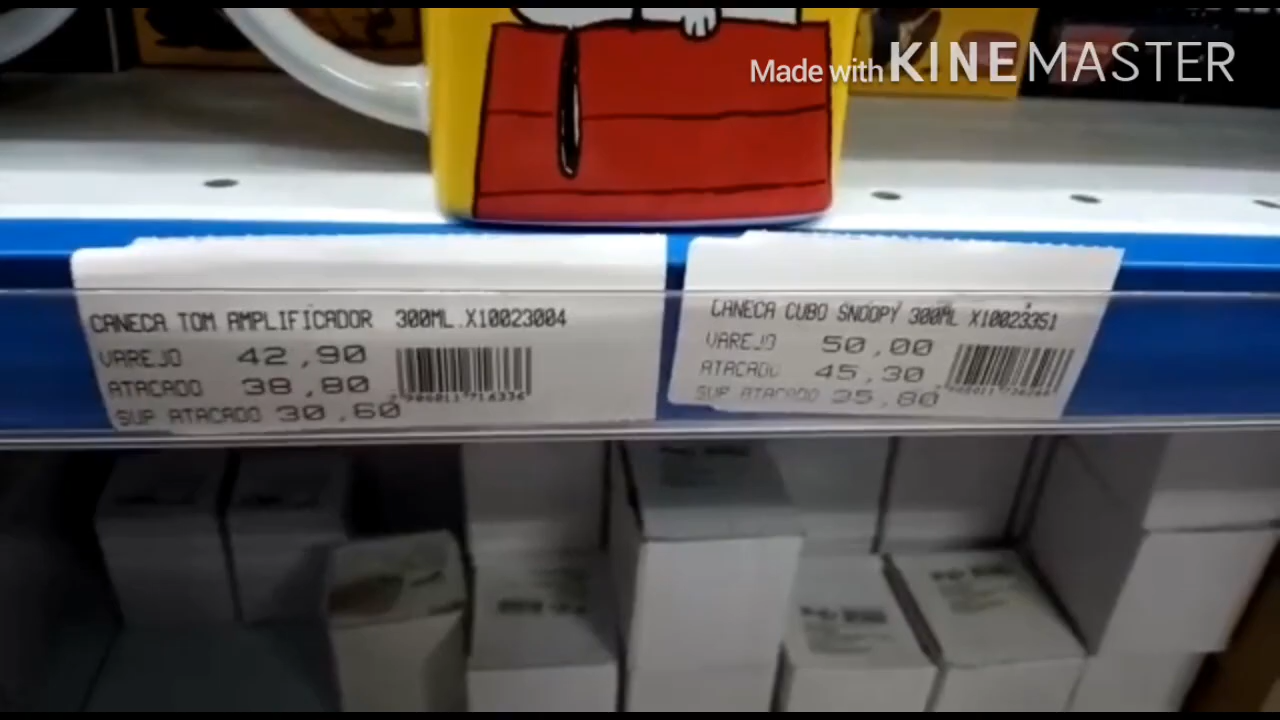 Made with KINEMASTER
CANECA TOM AMPLIFICADOR 300ML.X10023004
VAREJO 42,90
ATACADO 38,80
SUP ATACADO 30,60
CANECA CUBO SNOOPY 300ML X10023351
VAREJO 50,00
ATACADO 45,30
SUP ATACADO 35,80